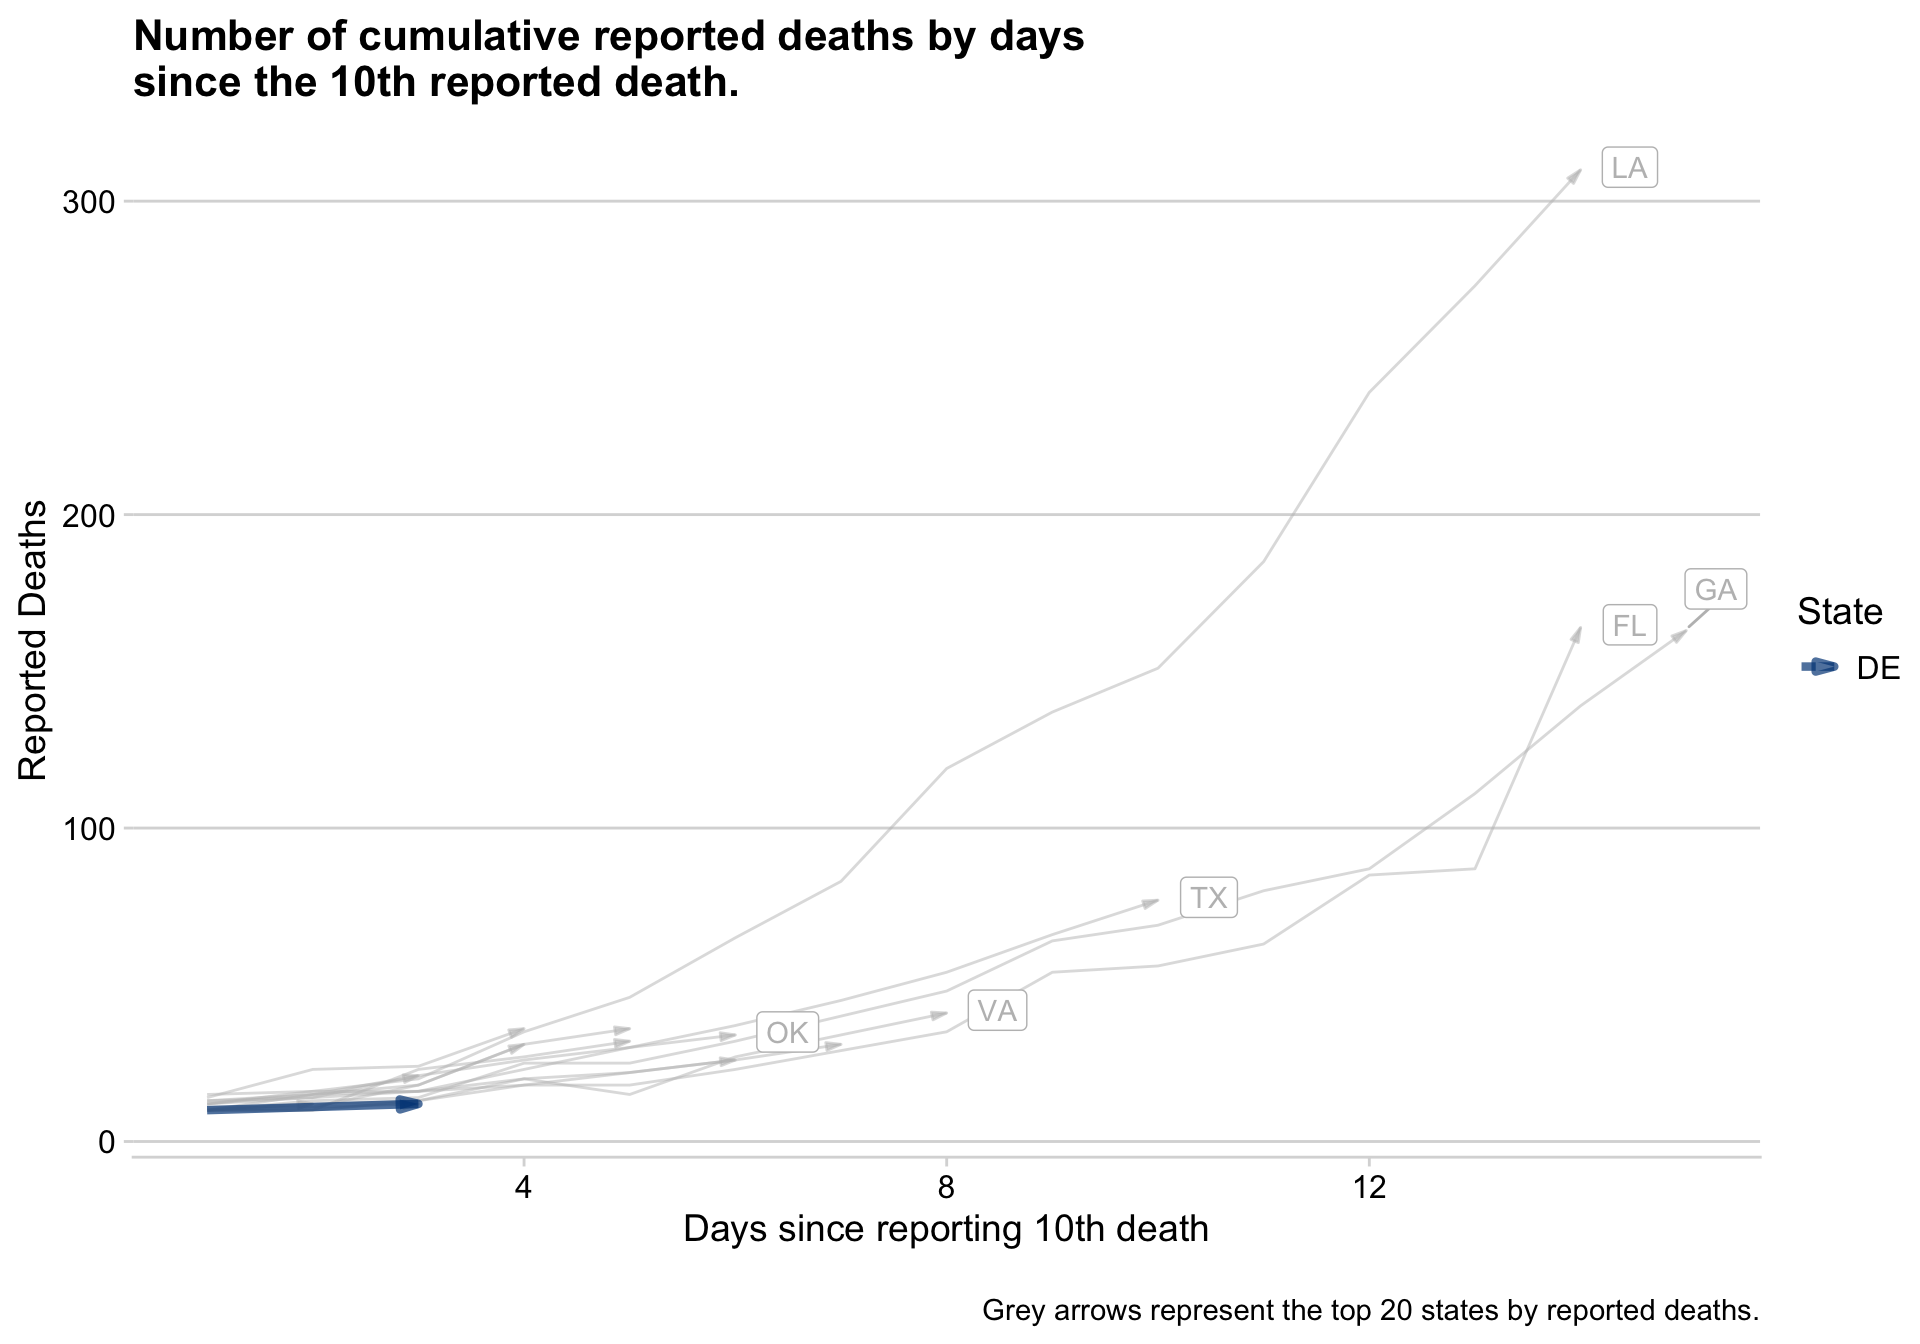 Number of cumulative reported deaths by days
since the 10th reported death.
LA
300
200
GA
FL
State
DE
Reported Deaths
100
TX
VA
OK
0
4
8
12
Days since reporting 10th death
Grey arrows represent the top 20 states by reported deaths.